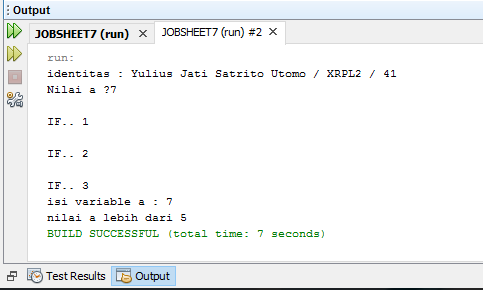 Output
JOBSHEET7 (run) × JOBSHEET7 (run) #2 ×
run:
identitas : Yulius Jati Satrito Utomo / XRPL2 / 41
Nilai a ?7
IF.. 1
IF.. 2
IF.. 3
isi variable a : 7
nilai a lebih dari 5
BUILD SUCCESSFUL (total time: 7 seconds)
Test Results Output